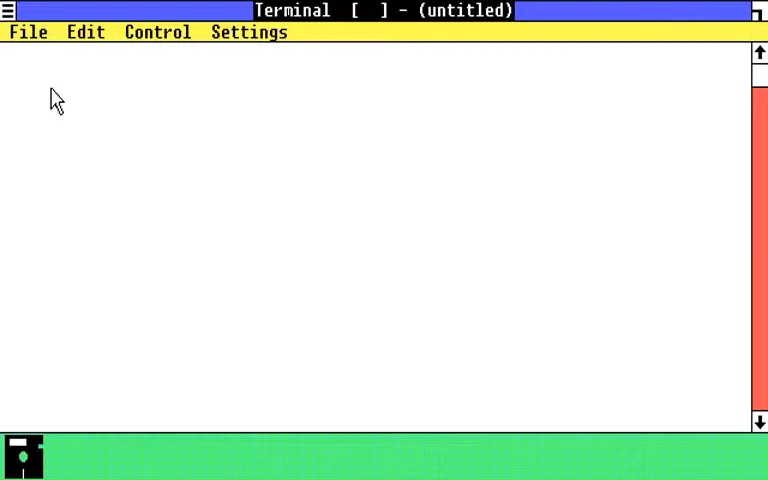 Terminal [ ] - (untitled)
File Edit Control Settings